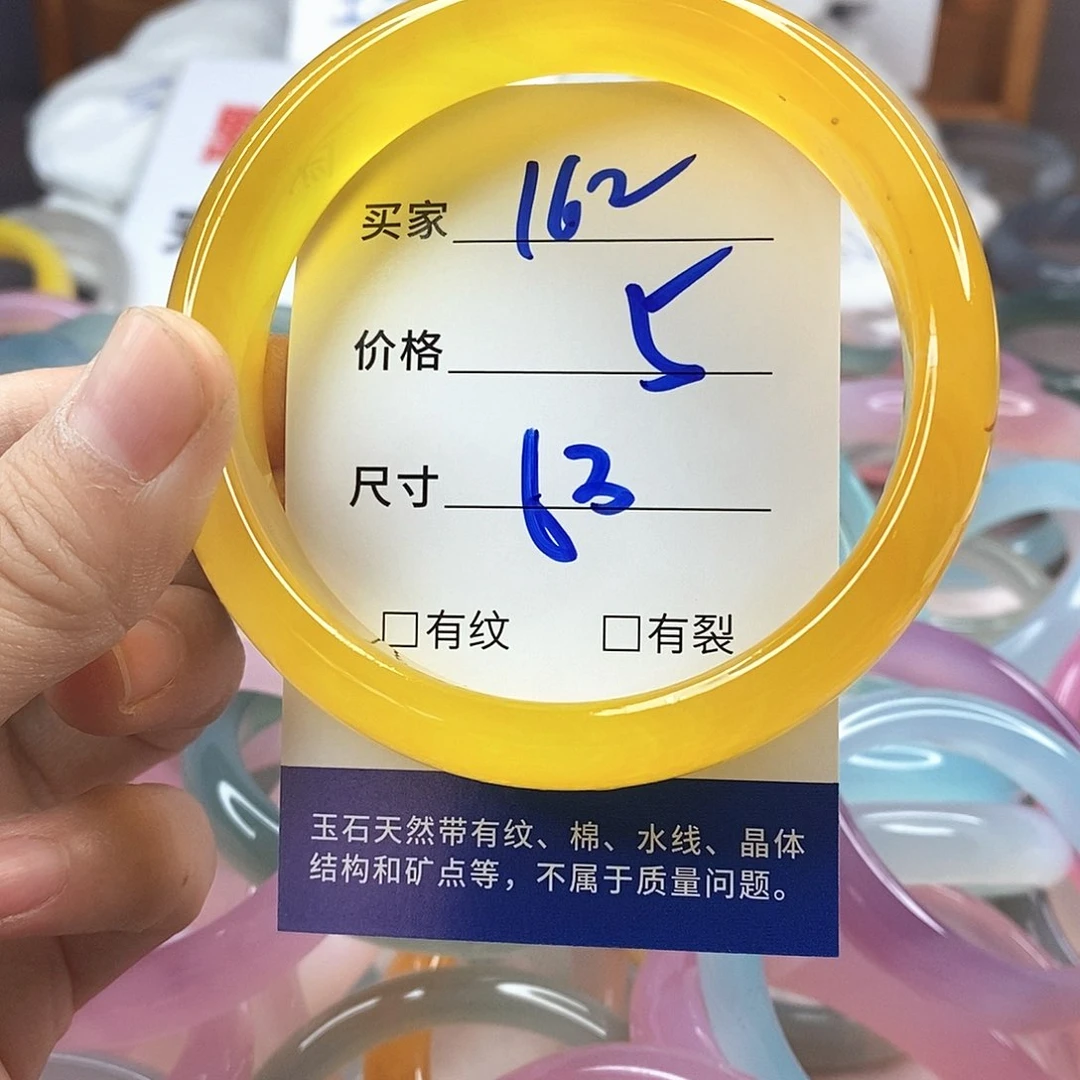 买家 162
价格 5
尺寸 63
□有纹 □有裂
玉石天然带有纹、棉、水线、晶体
结构和矿点等，不属于质量问题。